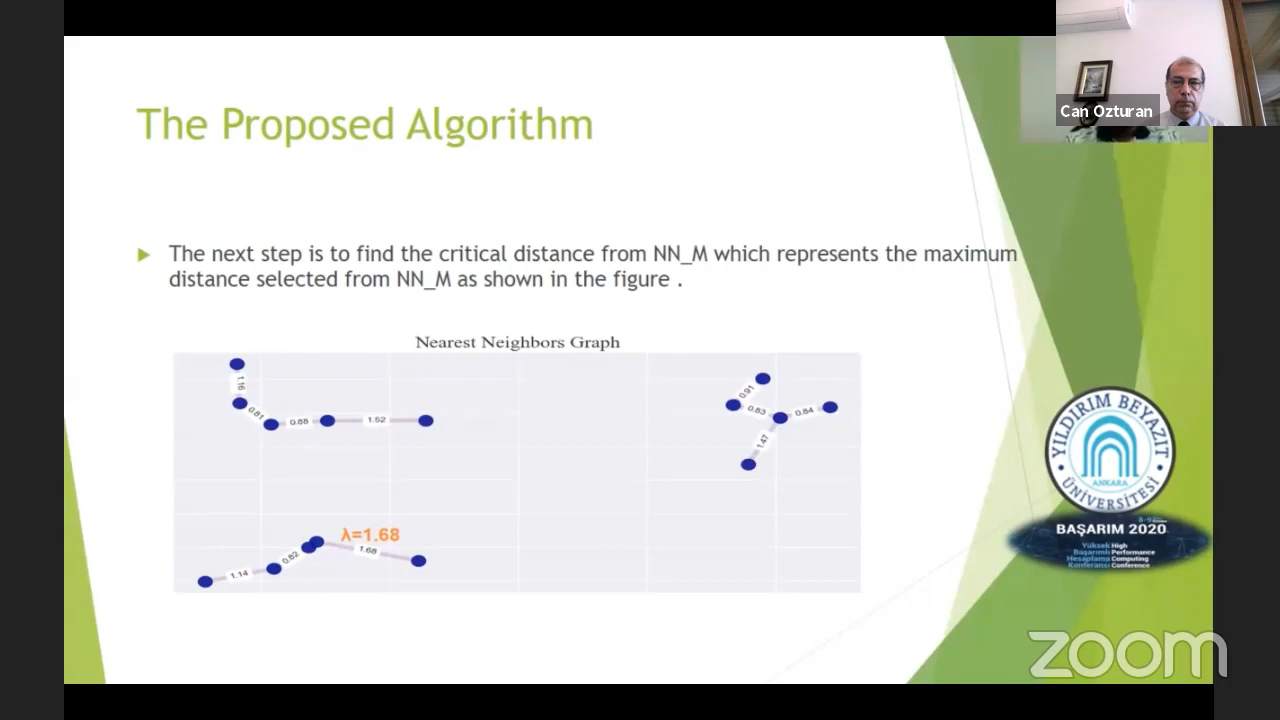 The Proposed Algorithm
Can Ozturan
The next step is to find the critical distance from NN_M which represents the maximum
distance selected from NN_M as shown in the figure .
Nearest Neighbors Graph
1.16
0.81
0.88
1.52
0.91
0.83
0.84
1.47
λ=1.68
1.68
0.62
1.14
YILDIRIM BEYAZIT
ANKARA
ÜNİVERSİTESİ
BAŞARIM 2020
Yüksek High
Başarımlı Performance
Hesaplama Computing
Konferansı Conference
zoom